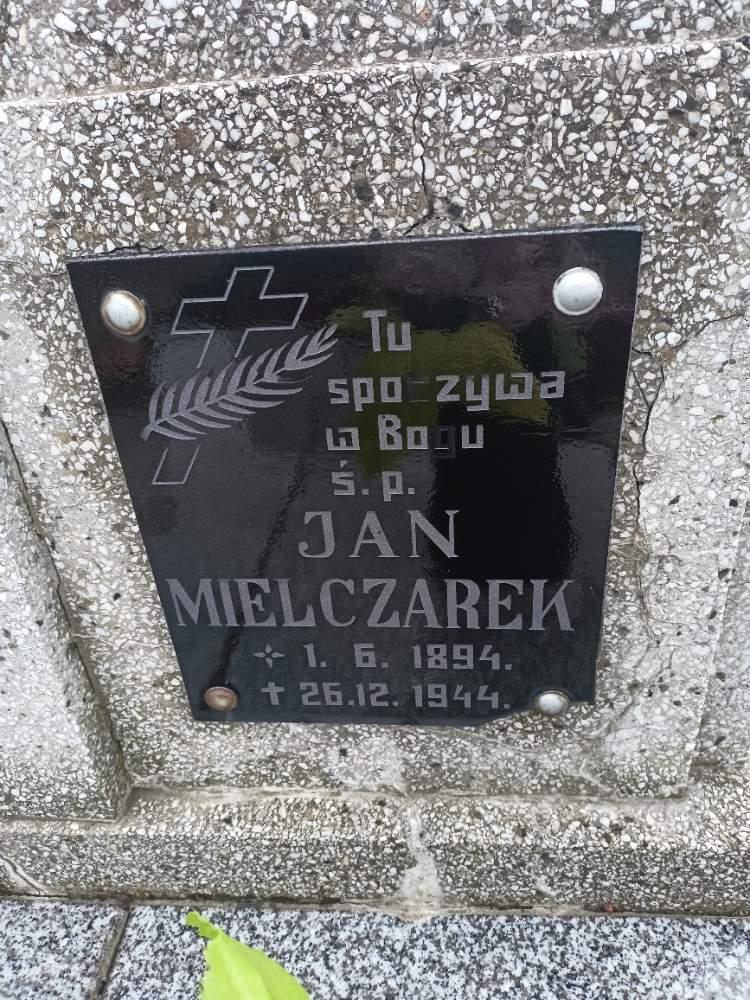 Tu
spoczywa
w Bogu
ś. p.
JAN
MIELCZAREK
1. 6. 1894.
✝ 26.12. 1944.